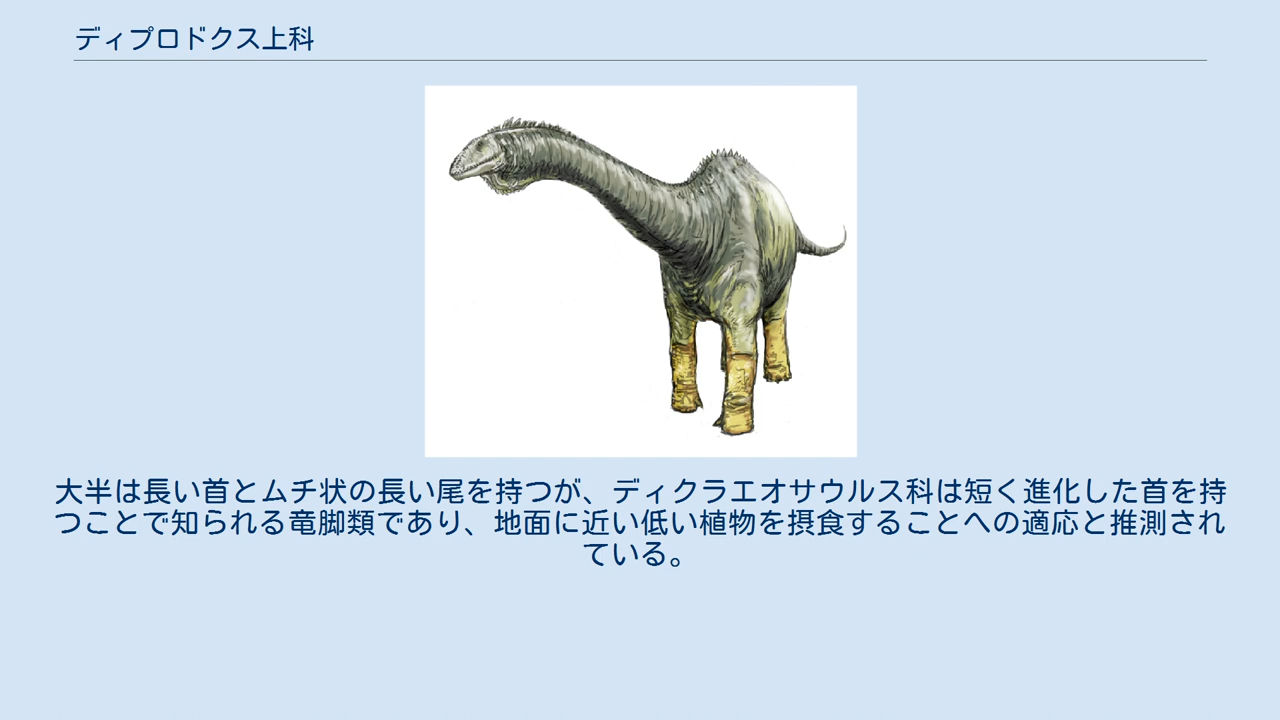 ディプロドクス上科
大半は長い首とムチ状の長い尾を持つが、ディクラエオサウルス科は短く進化した首を持
つことで知られる竜脚類であり、地面に近い低い植物を摂食することへの適応と推測され
ている。